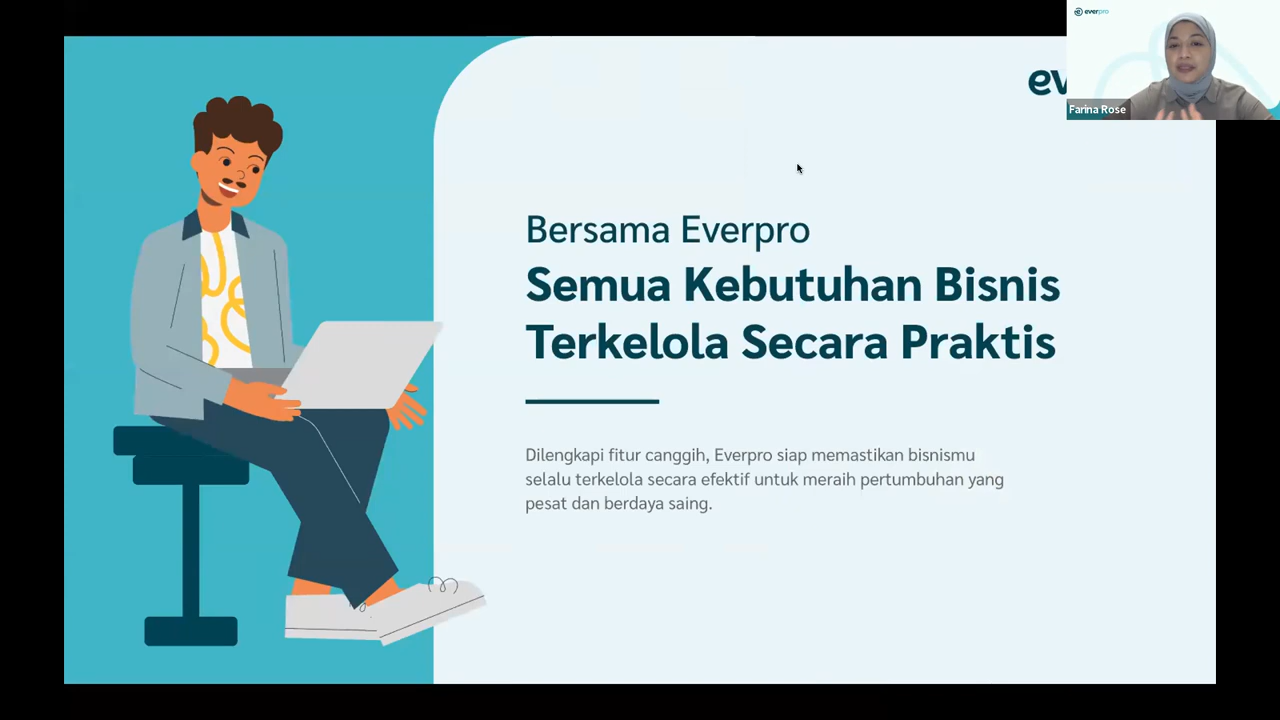 everpro
Farina Rose
ev
Bersama Everpro
Semua Kebutuhan Bisnis
Terkelola Secara Praktis
Dilengkapi fitur canggih, Everpro siap memastikan bisnismu
selalu terkelola secara efektif untuk meraih pertumbuhan yang
pesat dan berdaya saing.